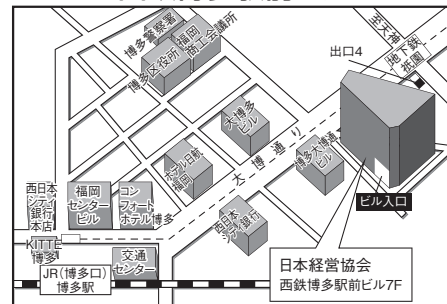 博多警察署
福岡
商工会議所
博多区役所
至天神
地下鉄
祇園
出口4
大博多
ビル
大博通り
ホテル日航
福岡
博多大博通
ビル
ビル入口
西日本
シティ
銀行
本店
福岡
センター
ビル
コン
フォート
ホテル博多
西日本
シティ銀行
KITTE
博多
交通
センター
JR(博多口)
博多駅
日本経営協会
西鉄博多駅前ビル7F